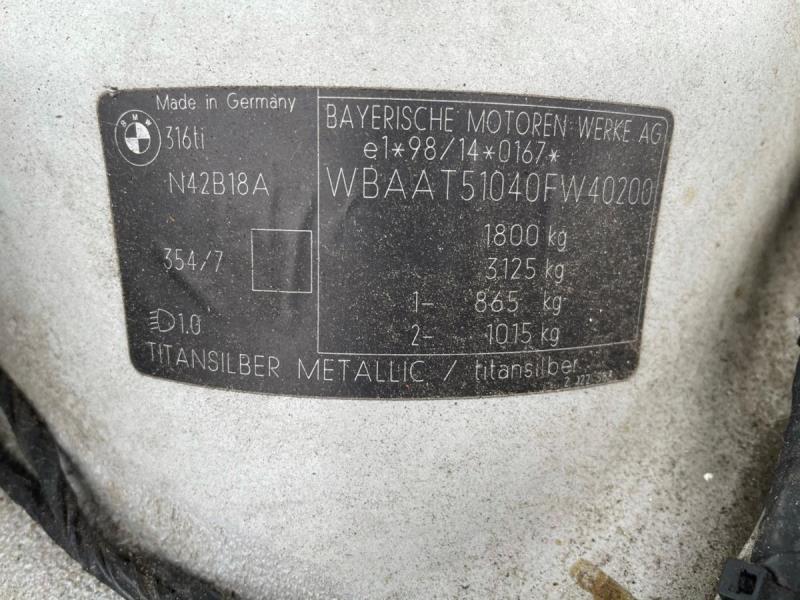 Made in Germany
BMW
316ti
N42B18A
354/7
1.0
BAYERISCHE MOTOREN WERKE AG
e1*98/14*0167*
WBAAT51040FW40200
1800 kg
3125 kg
1- 865 kg
2- 1015 kg
TITANSILBER METALLIC / titansilber